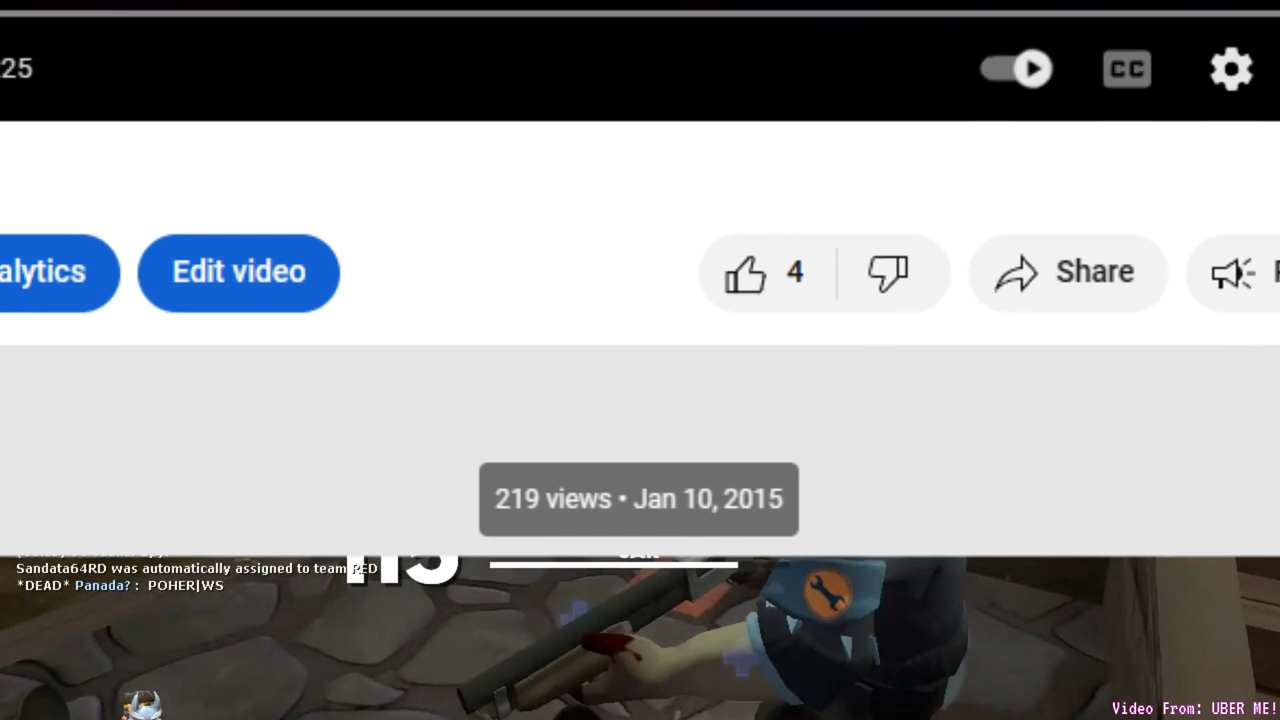 :25
CC
alytics
Edit video
4
Share
219 views • Jan 10, 2015
Sandata64RD was automatically assigned to team RED
*DEAD* Panada? :  POHER|WS
Video From: UBER ME!